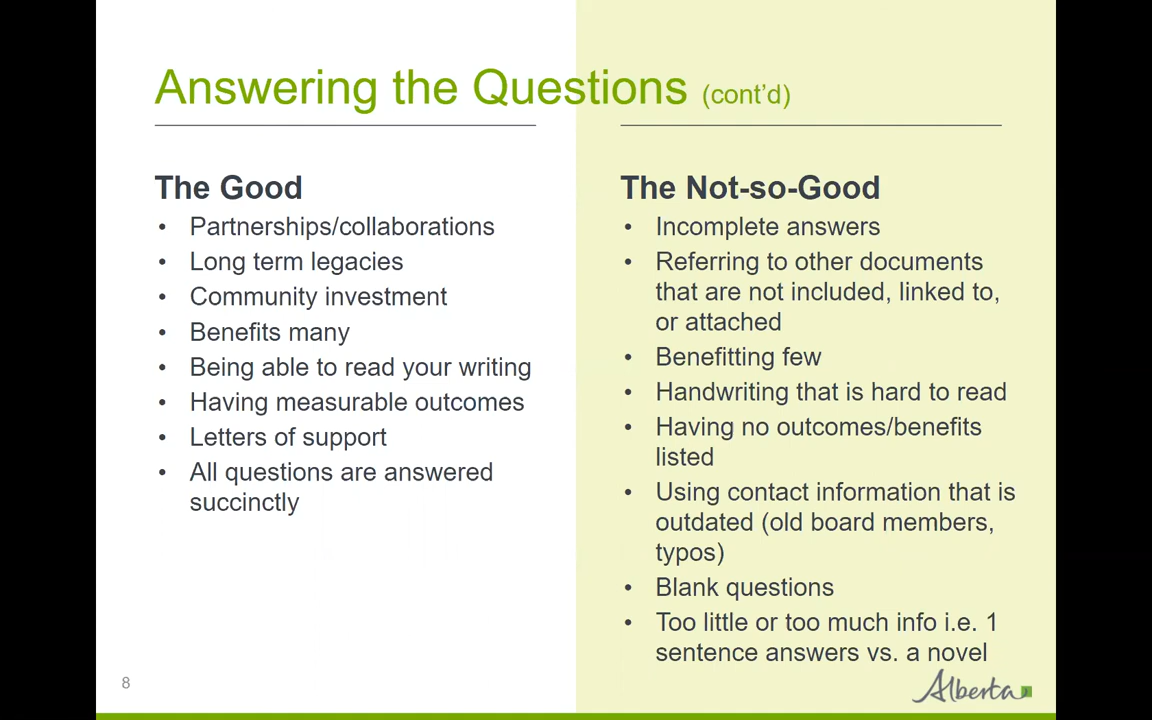 Answering the Questions (cont’d)
The Good
• Partnerships/collaborations
• Long term legacies
• Community investment
• Benefits many
• Being able to read your writing
• Having measurable outcomes
• Letters of support
• All questions are answered
succinctly
The Not-so-Good
• Incomplete answers
• Referring to other documents
that are not included, linked to,
or attached
• Benefitting few
• Handwriting that is hard to read
• Having no outcomes/benefits
listed
• Using contact information that is
outdated (old board members,
typos)
• Blank questions
• Too little or too much info i.e. 1
sentence answers vs. a novel
8
Alberta